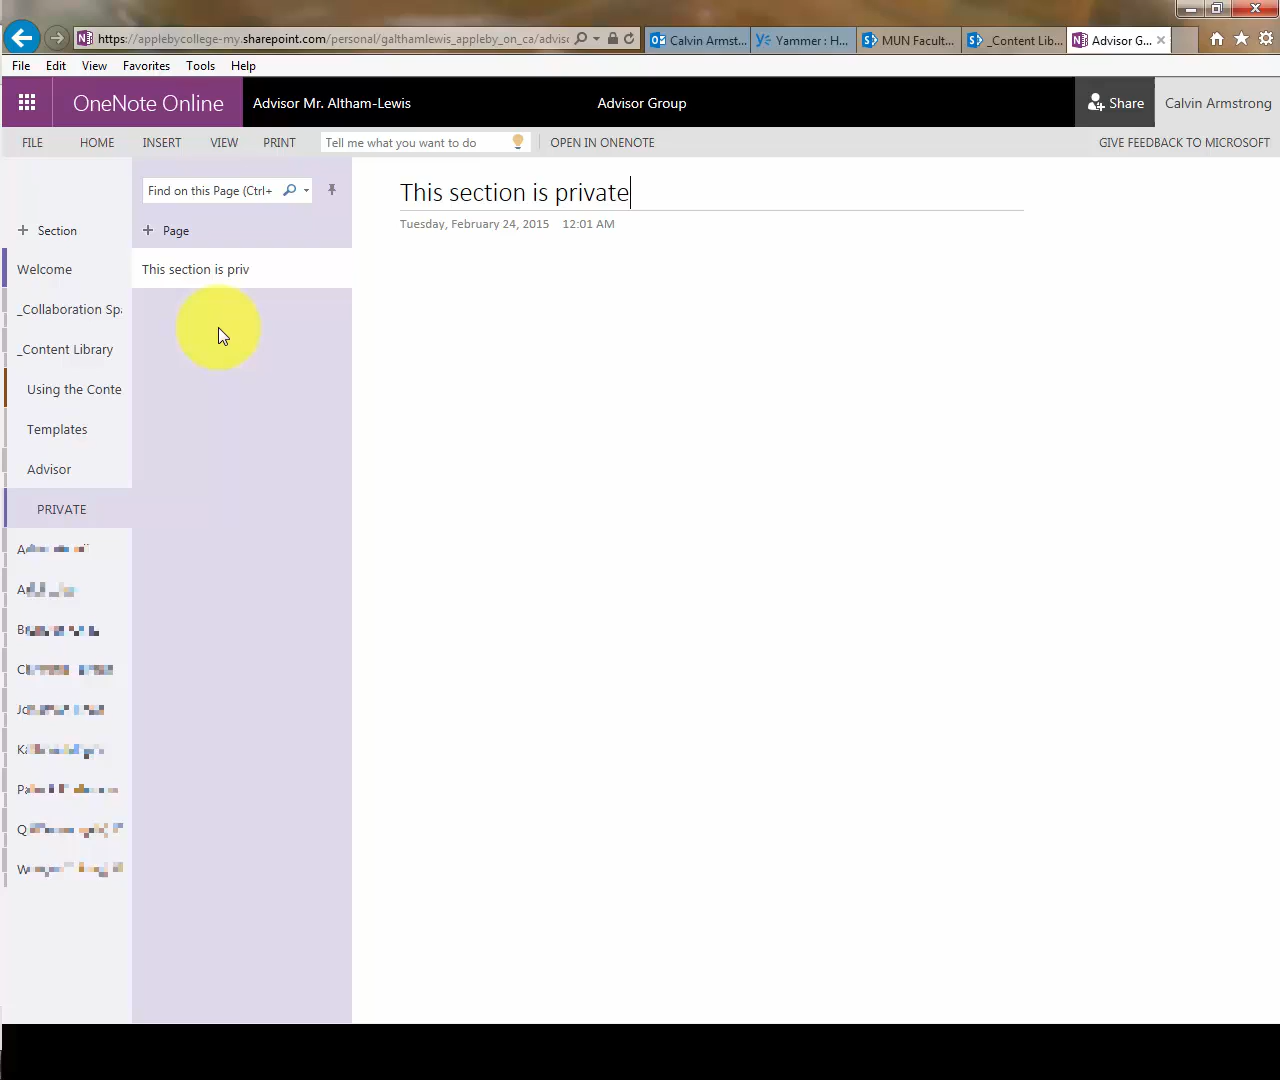 https://applebycollege-my.sharepoint.com/personal/galthamlewis_appleby_on_ca/adviso
Calvin Armst...
Yammer : H...
MUN Facult...
_Content Lib...
Advisor G...
File Edit View Favorites Tools Help
OneNote Online
Advisor Mr. Altham-Lewis
Advisor Group
Share
Calvin Armstrong
FILE HOME INSERT VIEW PRINT
Tell me what you want to do
OPEN IN ONENOTE
GIVE FEEDBACK TO MICROSOFT
Find on this Page (Ctrl+
This section is private
Tuesday, February 24, 2015 12:01 AM
+ Section
+ Page
Welcome
This section is priv
_Collaboration Spa
_Content Library
Using the Conte
Templates
Advisor
PRIVATE